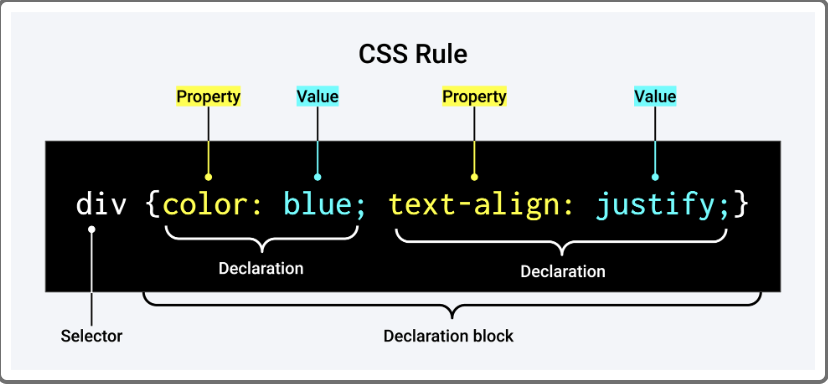 CSS Rule
Property Value Property Value
div {color: blue; text-align: justify;}
Declaration Declaration
Selector Declaration block